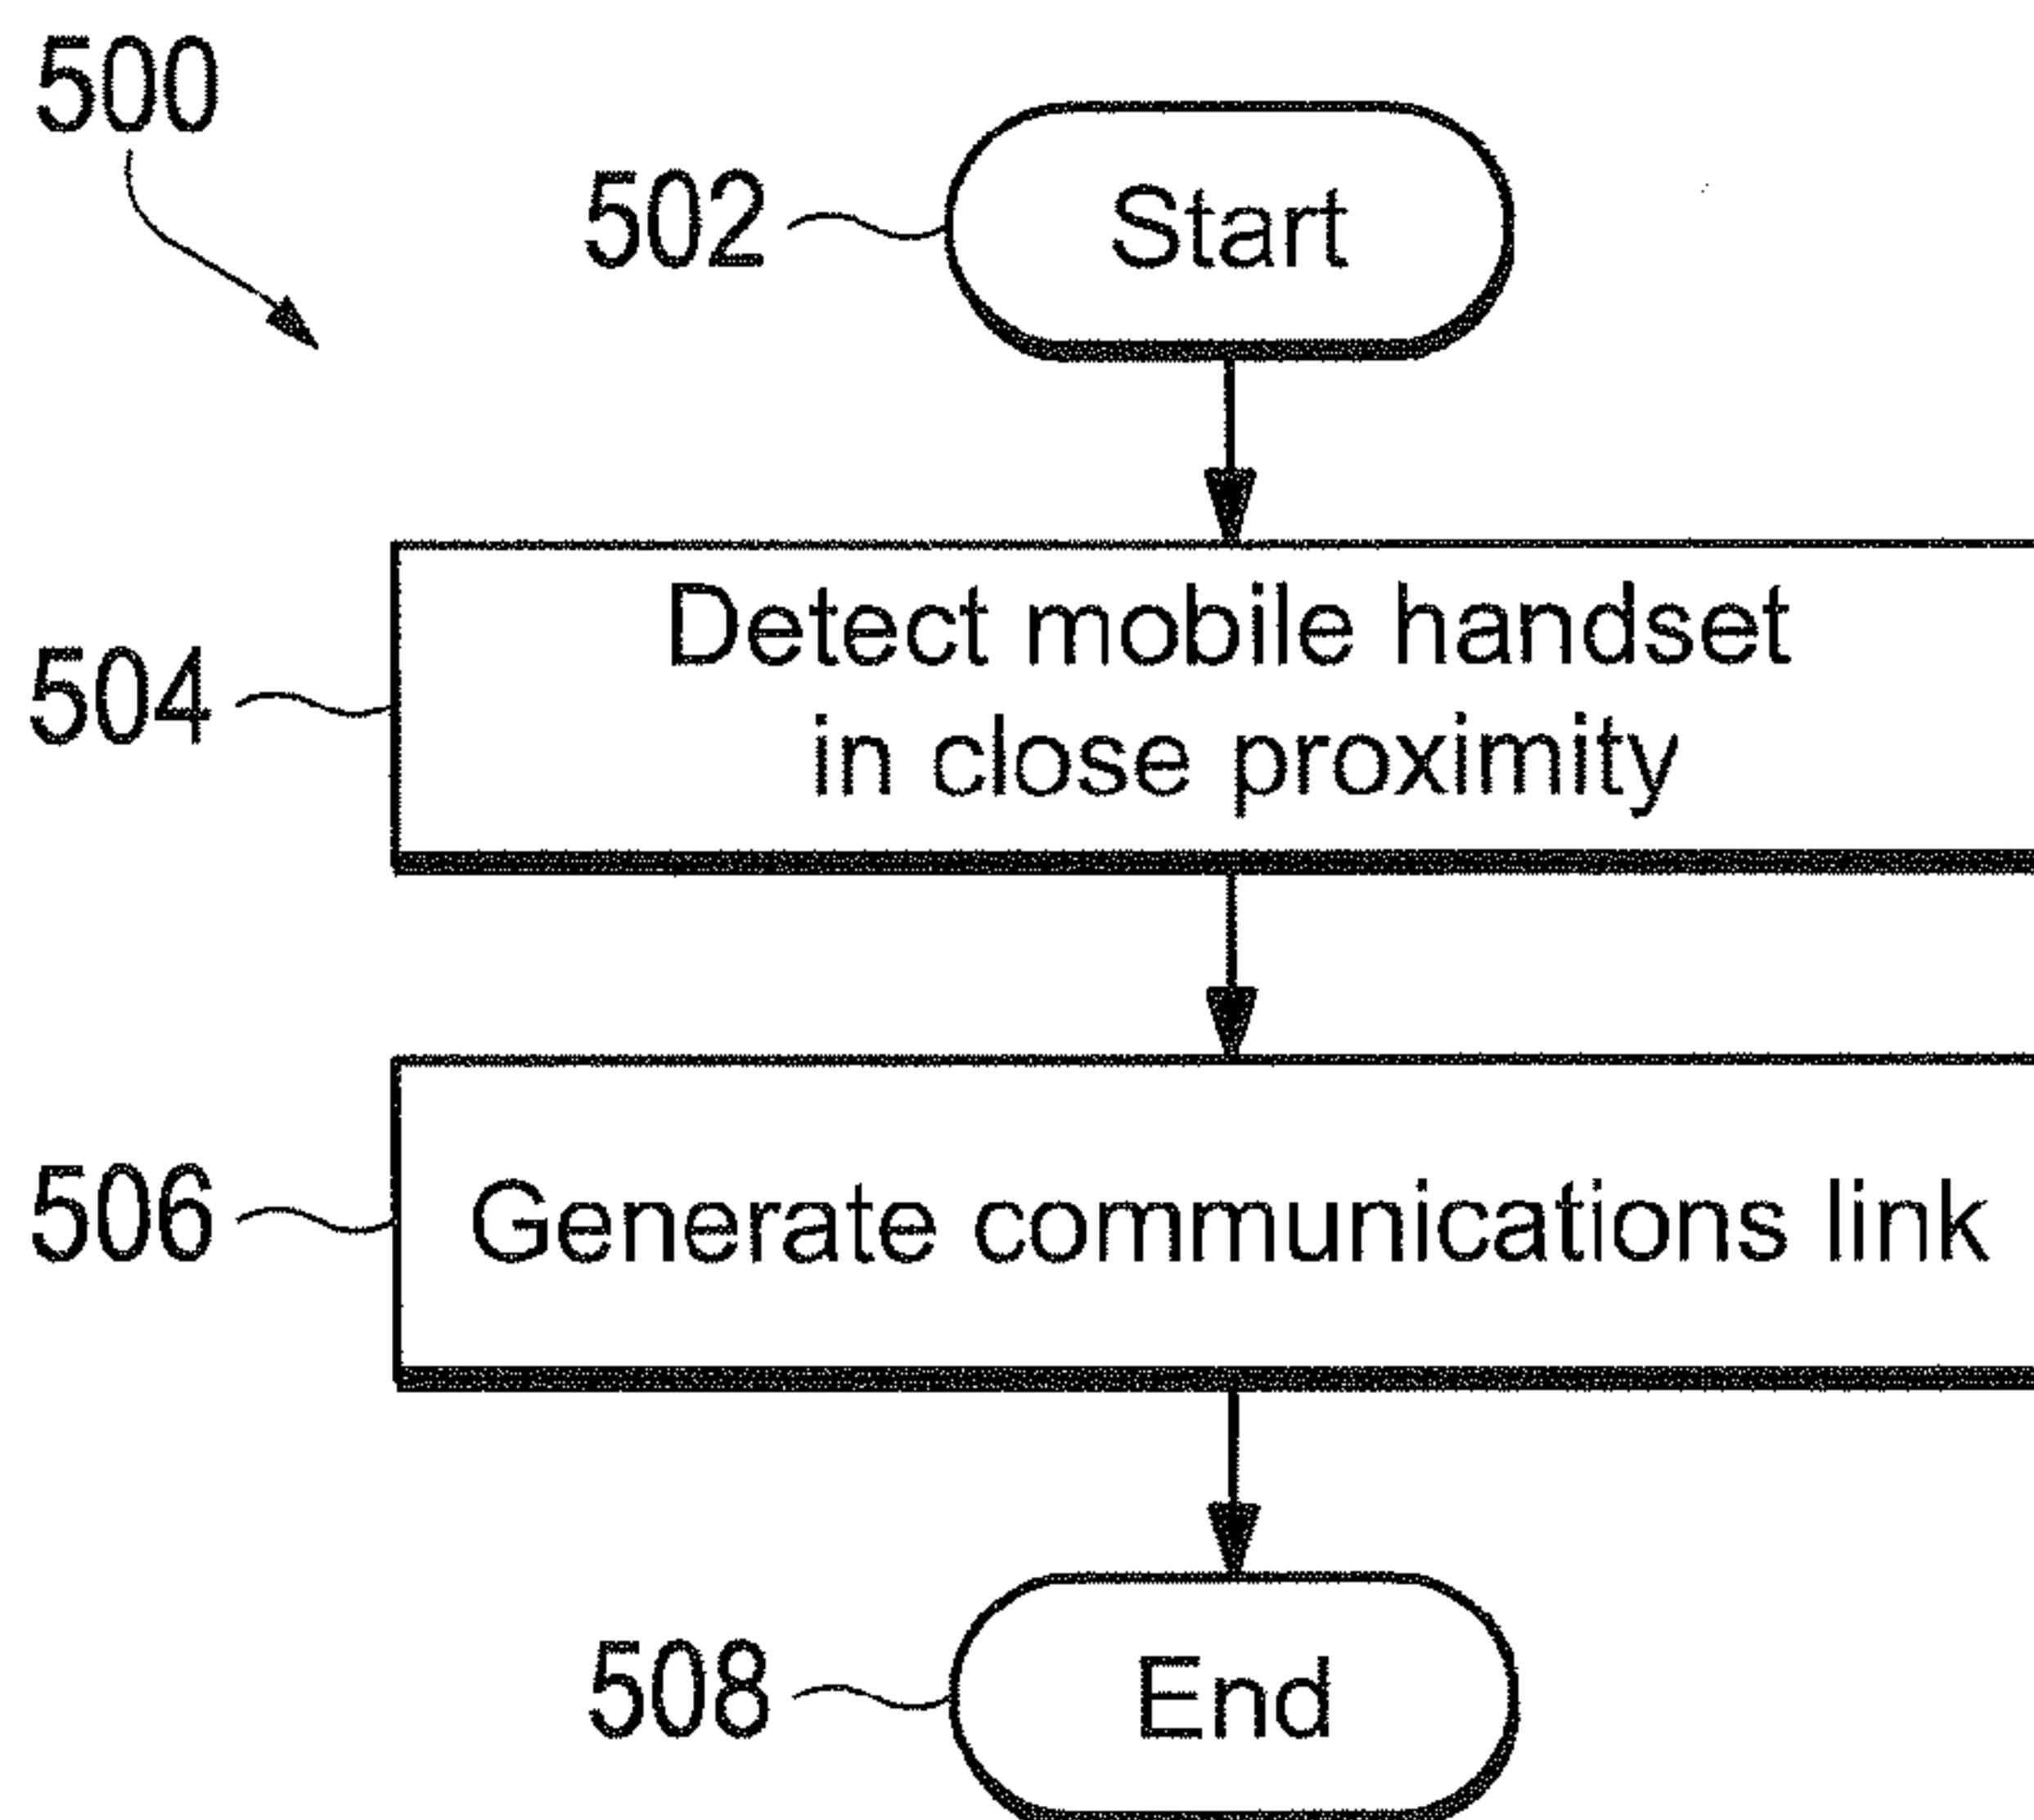 500
502
Start
504
Detect mobile handset
in close proximity
506
Generate communications link
508
End